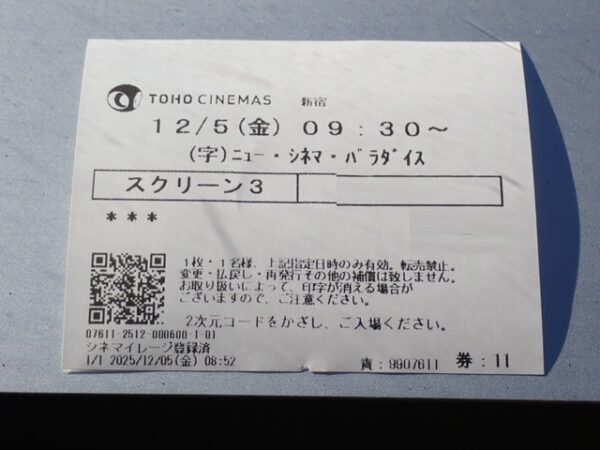 TOHO CINEMAS 新宿
12/5(金) 09:30～
(字)ニュー・シネマ・パラダイス
スクリーン3
***
1枚・1名様、上記指定日時のみ有効。転売禁止。
変更・払戻し・再発行その他の補償は致しません。
お取り扱いによって、印字が消える場合が
ございますので、ご注意ください。
2次元コードをかざし、ご入場ください。
07611-2512-000600-1-01
シネマイレージ登録済
1/1 2025/12/05(金) 08:52
責:9907611 券:11